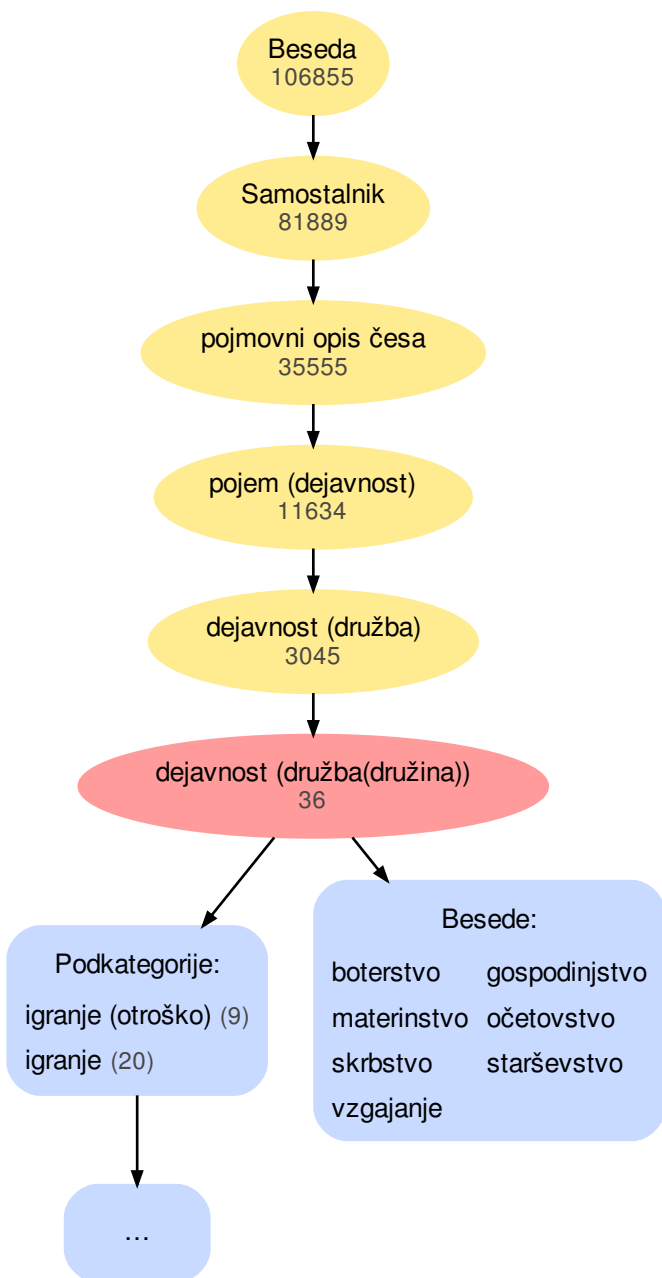 Beseda
106855
Samostalnik
81889
pojmovni opis česa
35555
pojem (dejavnost)
11634
dejavnost (družba)
3045
dejavnost (družba(družina))
36
Podkategorije:
igranje (otroško) (9)
igranje (20)
...
Besede:
boterstvo gospodinjstvo
materinstvo očetovstvo
skrbstvo starševstvo
vzgajanje